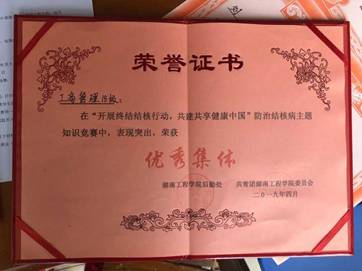 荣誉证书
工商管理17级：
在“开展终结结核行动，共建共享健康中国”防治结核病主题
知识竞赛中，表现突出，荣获
优秀集体
湖南工程学院后勤处 共青团湖南工程学院委员会
二〇一九年四月